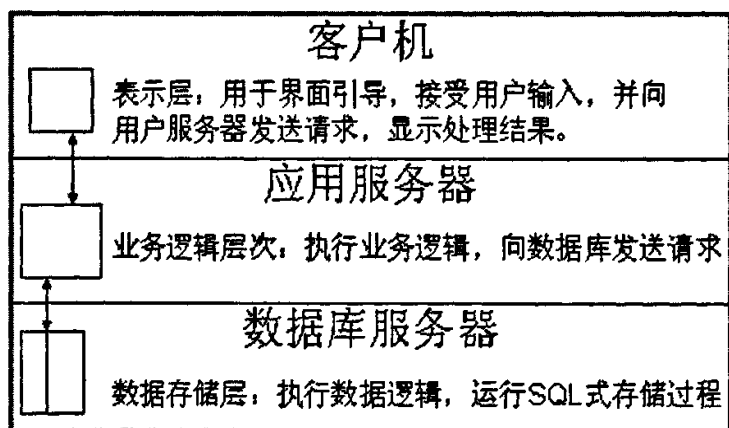 客户机
表示层：用于界面引导，接受用户输入，并向
用户服务器发送请求，显示处理结果。
应用服务器
业务逻辑层次：执行业务逻辑，向数据库发送请求
数据库服务器
数据存储层：执行数据逻辑，运行SQL式存储过程